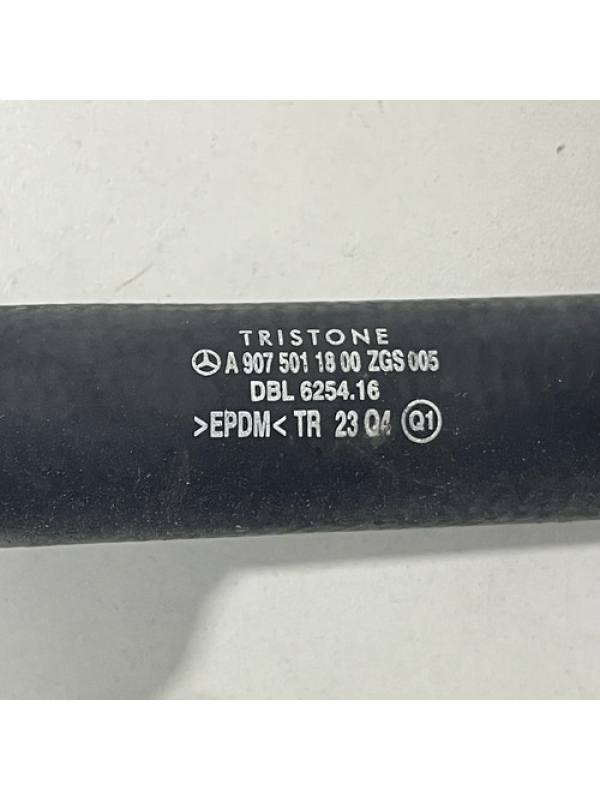 TRISTONE
A 907 501 18 00 ZGS 005
DBL 6254.16
>EPDM< TR 23 Q4 Q1